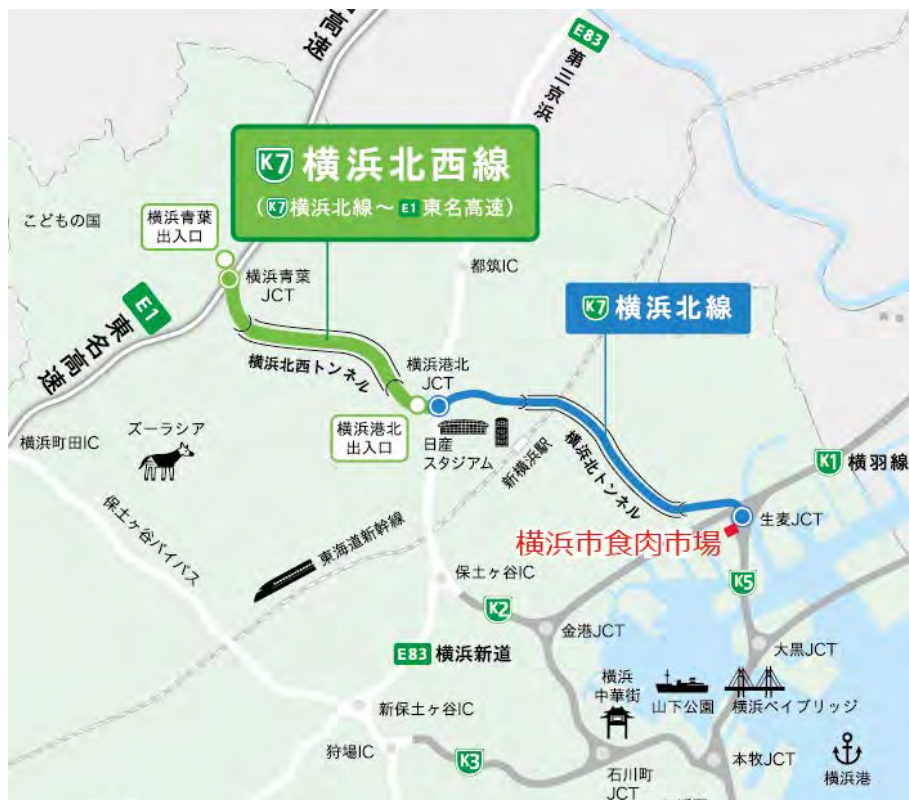 高速
E83
第三京浜
K7 横浜北西線
(K7横浜北線～E1東名高速)
こどもの国
横浜青葉
出入口
横浜青葉
JCT
都筑IC
E1
東名高速
K7 横浜北線
横浜北西トンネル
横浜港北
JCT
横浜港北
出入口
日産
スタジアム
新横浜駅
横浜北トンネル
横浜町田IC
ズーラシア
K1 横羽線
生麦JCT
横浜市食肉市場
保土ヶ谷バイパス
東海道新幹線
保土ヶ谷IC
K2
K5
金港JCT
大黒JCT
E83 横浜新道
横浜
中華街
山下公園
横浜ベイブリッジ
新保土ヶ谷IC
狩場IC
K3
石川町
JCT
本牧JCT
横浜港